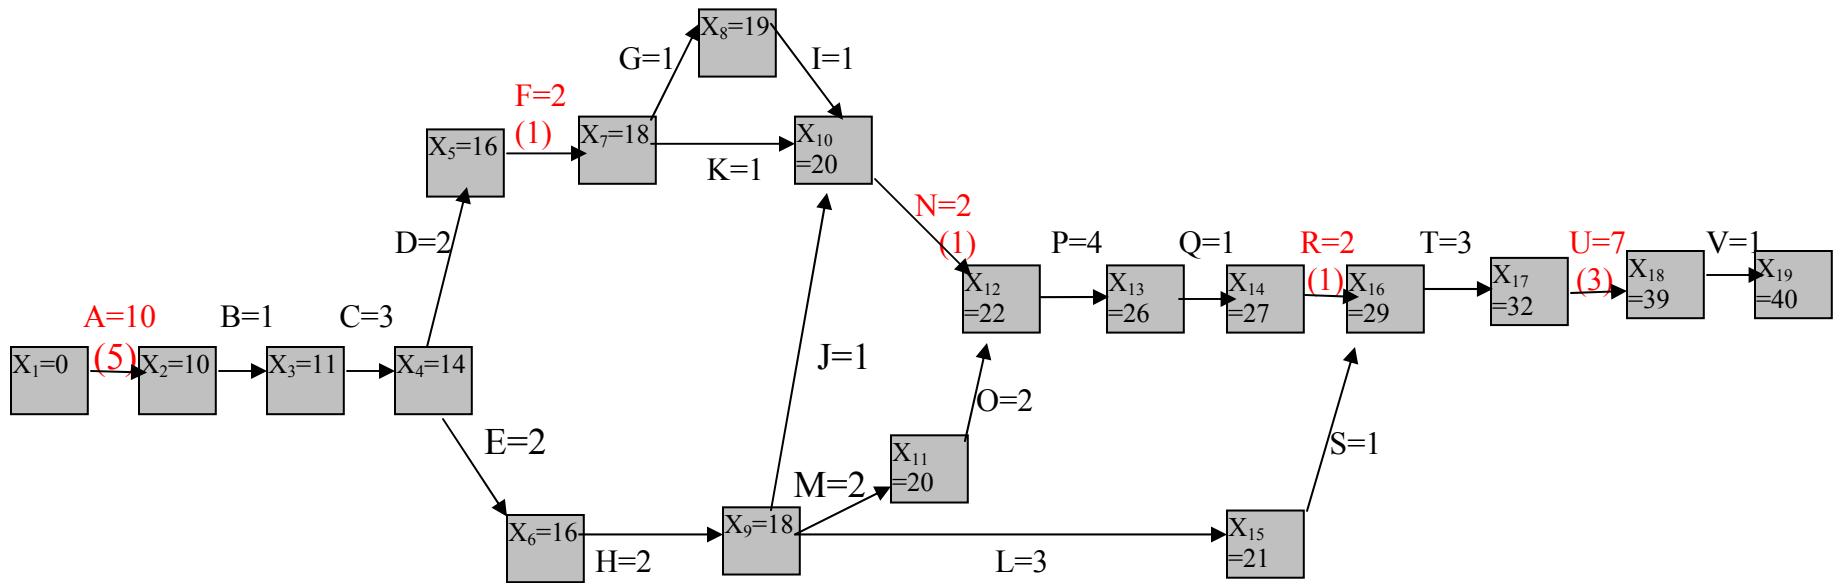 X₈=19
G=1
I=1
F=2
(1)
X₅=16
X₇=18
X₁₀
=20
K=1
D=2
N=2
(1)
P=4
Q=1
R=2
(1)
T=3
U=7
(3)
V=1
X₁₂
=22
X₁₃
=26
X₁₄
=27
X₁₆
=29
X₁₇
=32
X₁₈
=39
X₁₉
=40
A=10
(5)
B=1
C=3
X₁=0
X₂=10
X₃=11
X₄=14
J=1
O=2
E=2
X₁₁
=20
S=1
M=2
X₆=16
H=2
X₉=18
L=3
X₁₅
=21